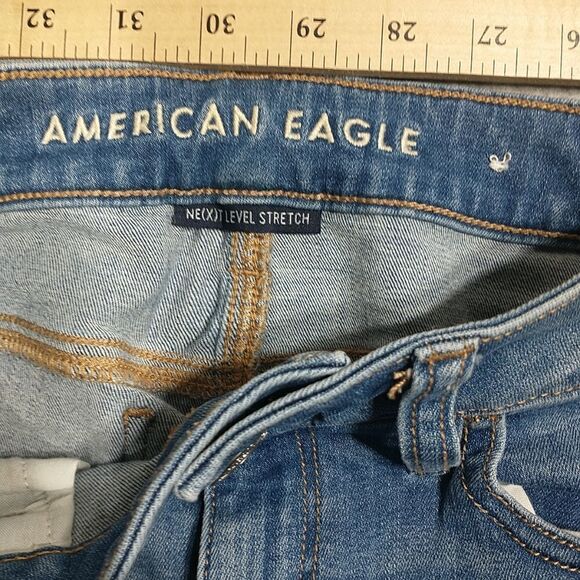 32 31 30 29 28 27
AMERICAN EAGLE
NE(X)T LEVEL STRETCH